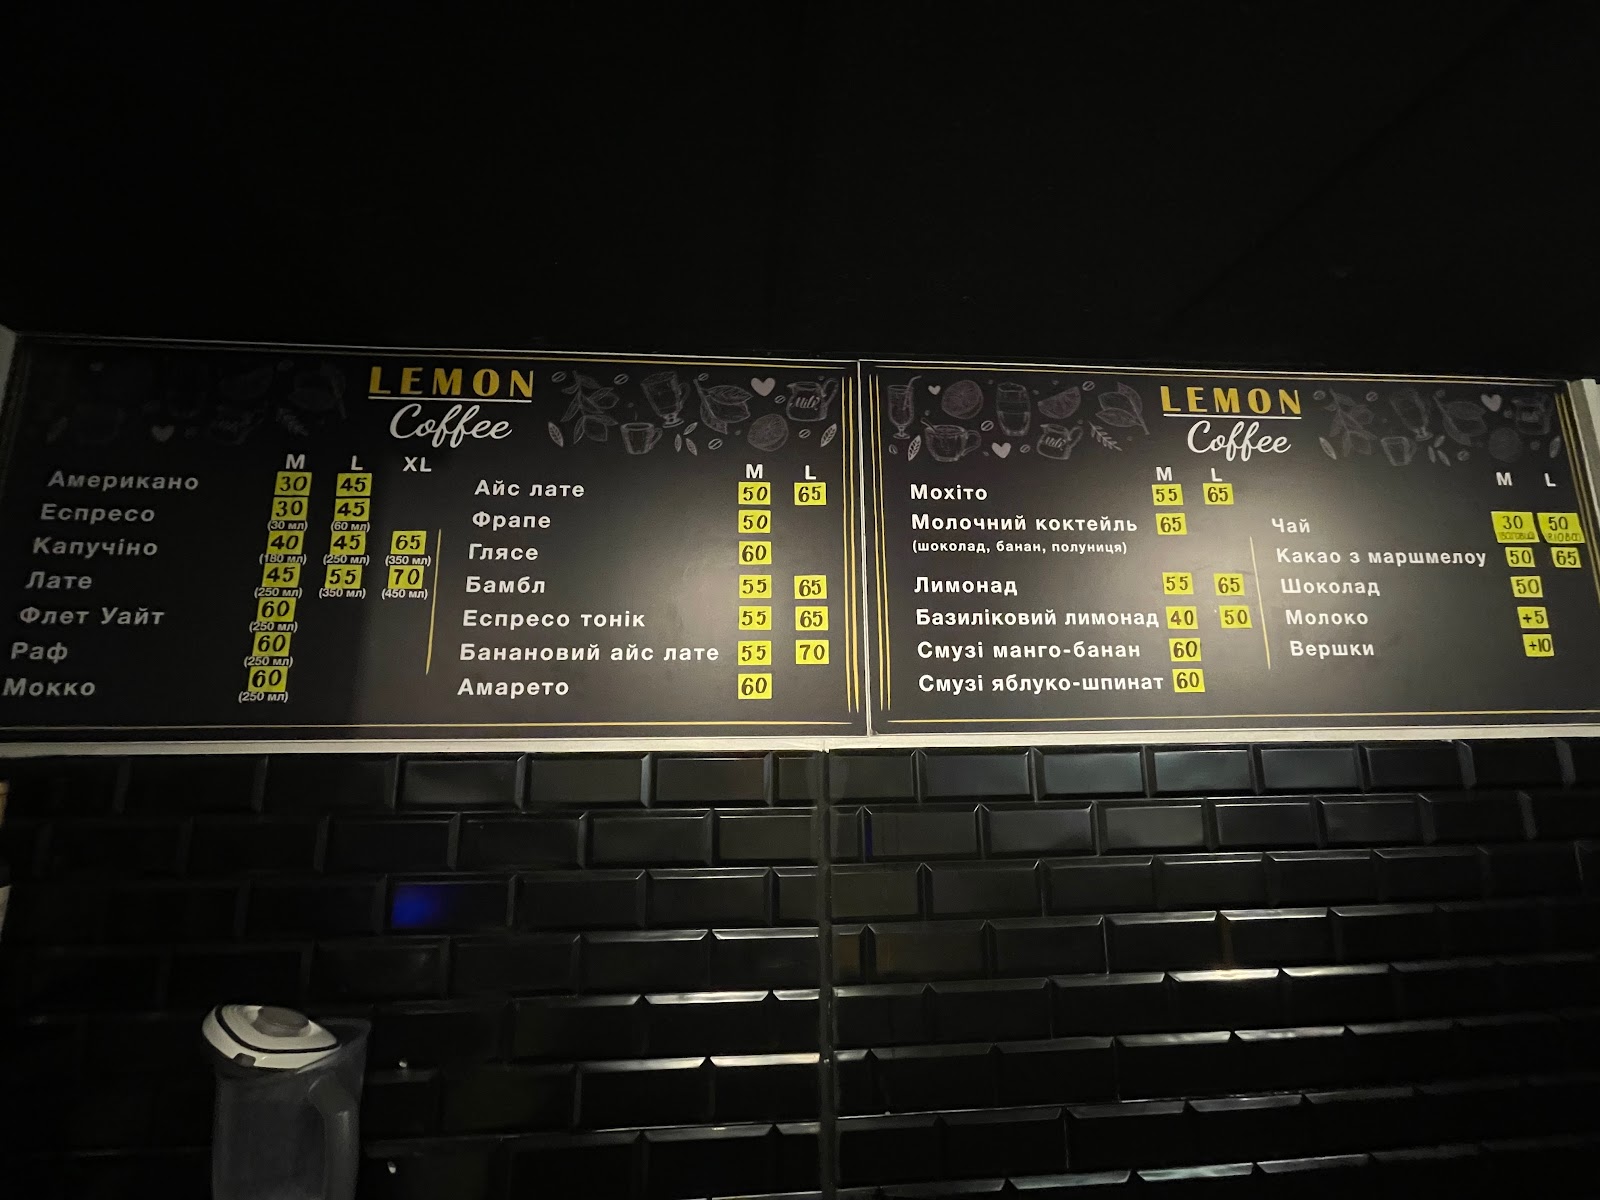 LEMON
Coffee
M L XL
Американо 30 45
Еспресо 30 45
(30 мл) (60 мл)
Капучіно 40 45 65
(180 мл) (250 мл) (350 мл)
Лате 45 55 70
(250 мл) (350 мл) (450 мл)
Флет Уайт 60
(250 мл)
Раф 60
(250 мл)
Мокко 60
(250 мл)
M L
Айс лате 50 65
Фрапе 50
Глясе 60
Бамбл 55 65
Еспресо тонік 55 65
Банановий айс лате 55 70
Амарето 60
Milk
LEMON
Coffee
M L
Мохіто 55 65
Молочний коктейль 65
(шоколад, банан, полуниця)
Лимонад 55 65
Базиліковий лимонад 40 50
Смузі манго-банан 60
Смузі яблуко-шпинат 60
M L
Чай 30 50
Какао з маршмелоу 50 65
Шоколад 50
Молоко +5
Вершки +10
Milk